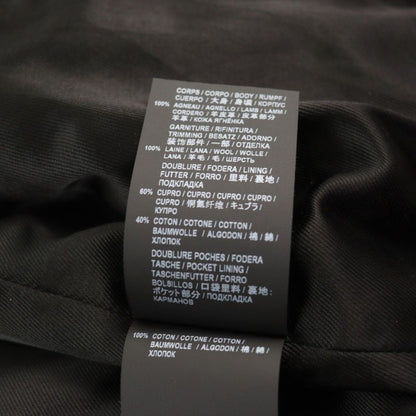 CORPS / CORPO / BODY / RUMPF /
CUERPO / 大身 / 身頃 / КОРПУС
100% AGNEAU / AGNELLO / LAMB / LAMM /
CORDERO / 羊皮革 / 皮革部分
羊革 / КОЖА ЯГНЁНКА
GARNITURE / RIFINITURA /
TRIMMING / BESATZ / ADORNO /
装饰部件 / 一部 / ОТДЕЛКА
100% LAINE / LANA / WOOL / WOLLE /
LANA / 羊毛 / 毛 / ШЕРСТЬ
DOUBLURE / FODERA / LINING /
FUTTER / FORRO / 里料 / 裏地 /
ПОДКЛАДКА
60% CUPRO / CUPRO / CUPRO / CUPRO /
CUPRO / 铜氨纤维 / キュプラ /
КУПРО
40% COTON / COTONE / COTTON /
BAUMWOLLE / ALGODON / 棉 / 綿 /
ХЛОПОК
DOUBLURE POCHES / FODERA
TASCHE / POCKET LINING /
TASCHENFUTTER / FORRO
BOLSILLOS / 口袋里料 / 裏地 /
ポケット部分 / ПОДКЛАДКА
КАРМАНОВ
100% COTON / COTONE / COTTON /
BAUMWOLLE / ALGODON / 棉 / 綿 /
ХЛОПОК